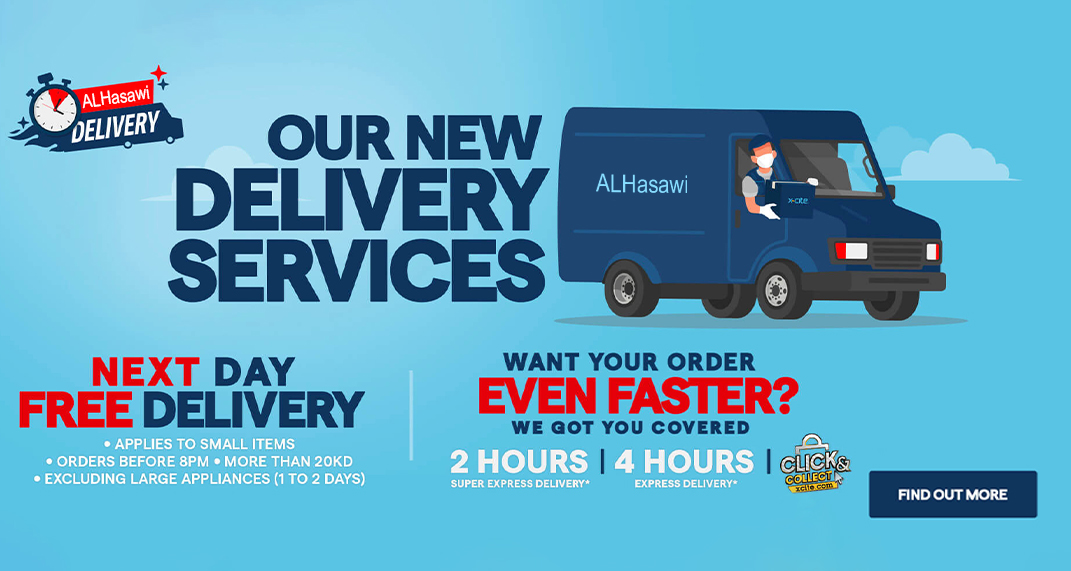 ALHasawi
DELIVERY
OUR NEW
DELIVERY
SERVICES
ALHasawi
x-cite
NEXT DAY
FREE DELIVERY
• APPLIES TO SMALL ITEMS
• ORDERS BEFORE 8PM • MORE THAN 20KD
• EXCLUDING LARGE APPLIANCES (1 TO 2 DAYS)
WANT YOUR ORDER
EVEN FASTER?
WE GOT YOU COVERED
2 HOURS | 4 HOURS |
SUPER EXPRESS DELIVERY* EXPRESS DELIVERY*
CLICK&
COLLECT
xcite.com
FIND OUT MORE